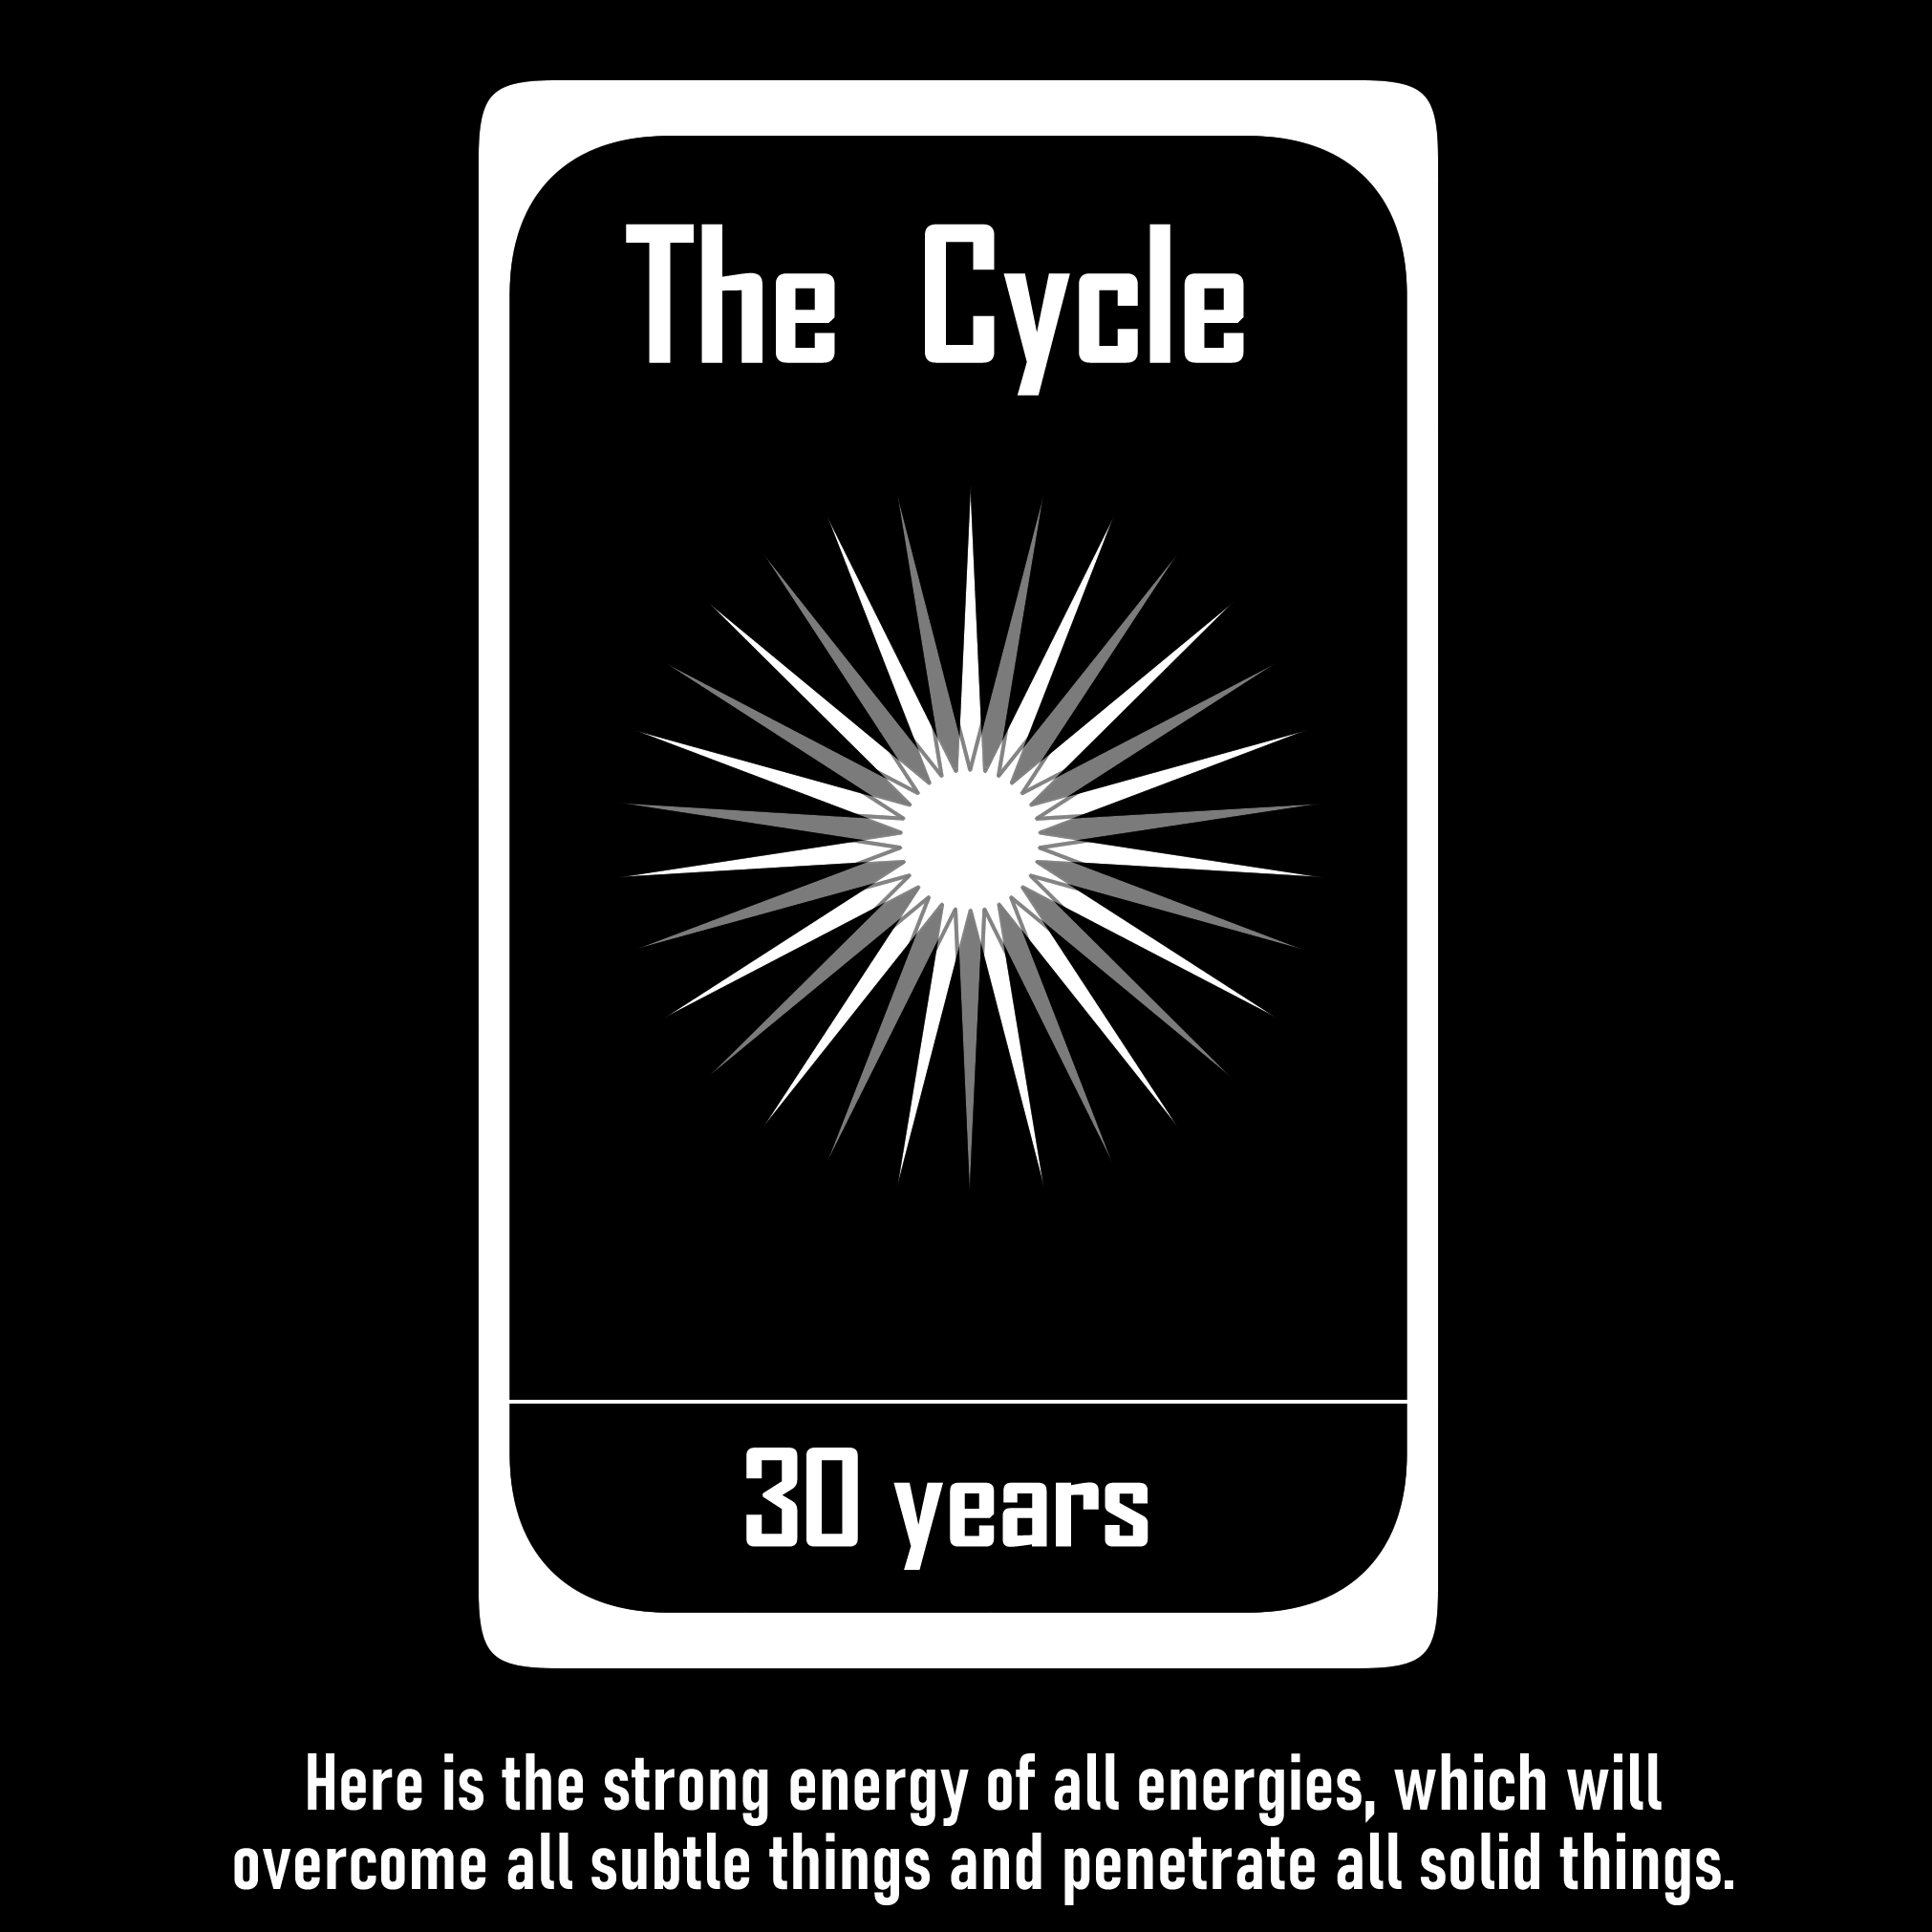 The Cycle
30 years
Here is the strong energy of all energies, which will
overcome all subtle things and penetrate all solid things.